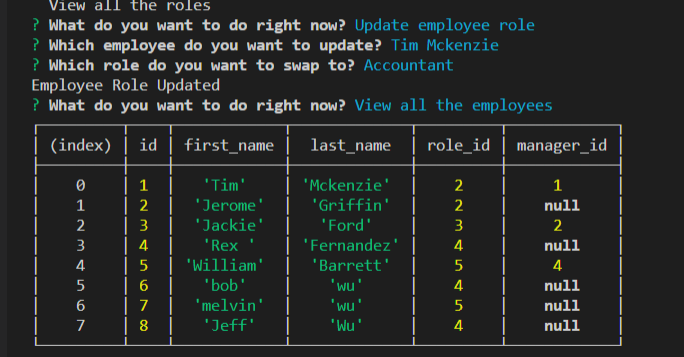 View all the roles
? What do you want to do right now? Update employee role
? Which employee do you want to update? Tim Mckenzie
? Which role do you want to swap to? Accountant
Employee Role Updated
? What do you want to do right now? View all the employees
(index) id first_name last_name role_id manager_id
0 1 'Tim' 'Mckenzie' 2 1
1 2 'Jerome' 'Griffin' 2 null
2 3 'Jackie' 'Ford' 3 2
3 4 'Rex ' 'Fernandez' 4 null
4 5 'William' 'Barrett' 5 4
5 6 'bob' 'wu' 4 null
6 7 'melvin' 'wu' 5 null
7 8 'Jeff' 'Wu' 4 null